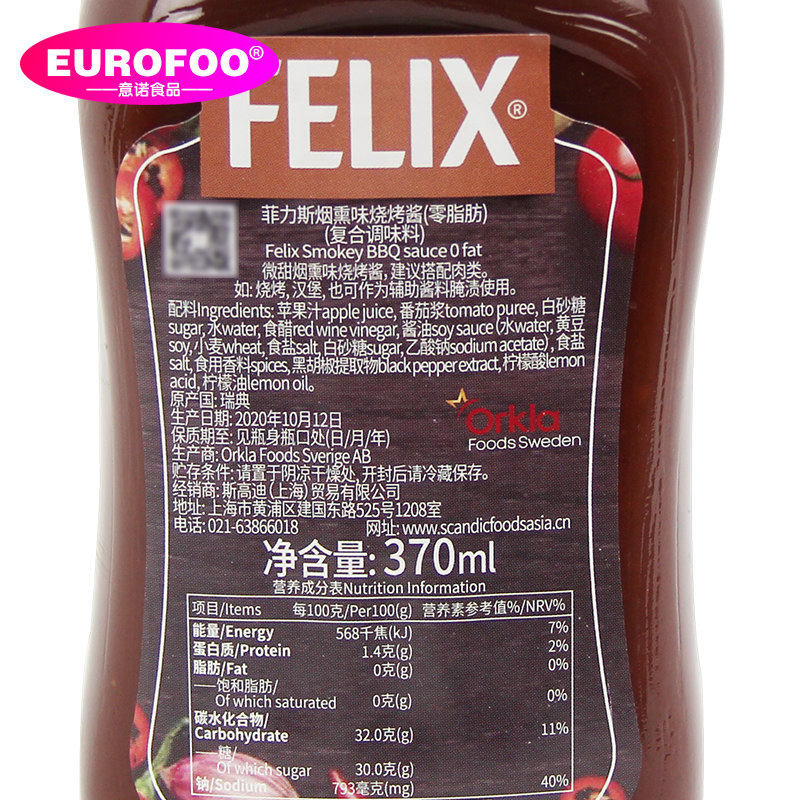 EUROFOO®
意诺食品
FELIX®
菲力斯烟熏味烧烤酱(零脂肪)
(复合调味料)
Felix Smokey BBQ sauce 0 fat
微甜烟熏味烧烤酱, 建议搭配肉类。
如: 烧烤, 汉堡, 也可作为辅助酱料腌渍使用。
配料Ingredients: 苹果汁apple juice, 番茄浆tomato puree, 白砂糖
sugar, 水water, 食醋red wine vinegar, 酱油soy sauce (水water, 黄豆
soy, 小麦wheat, 食盐salt, 白砂糖sugar, 乙酸钠sodium acetate), 食盐
salt, 食用香料spices, 黑胡椒提取物black pepper extract, 柠檬酸lemon
acid, 柠檬油lemon oil。
原产国: 瑞典
生产日期: 2020年10月12日
保质期至: 见瓶身瓶口处(日/月/年)
生产商: Orkla Foods Sverige AB
贮存条件: 请置于阴凉干燥处, 开封后请冷藏保存。
经销商: 斯高迪 (上海) 贸易有限公司
地址: 上海市黄浦区建国东路525号1208室
电话: 021-63866018 网址: www.scandicfoodsasia.cn
Orkla
Foods Sweden
净含量: 370ml
营养成分表Nutrition Information
项目/Items 每100克/Per100(g) 营养素参考值%/NRV%
能量/Energy 568千焦(kJ) 7%
蛋白质/Protein 1.4克(g) 2%
脂肪/Fat 0克(g) 0%
——饱和脂肪/
Of which saturated 0克(g) 0%
碳水化合物/
Carbohydrate 32.0克(g) 11%
——糖/
Of which sugar 30.0克(g)
钠/Sodium 793毫克(mg) 40%